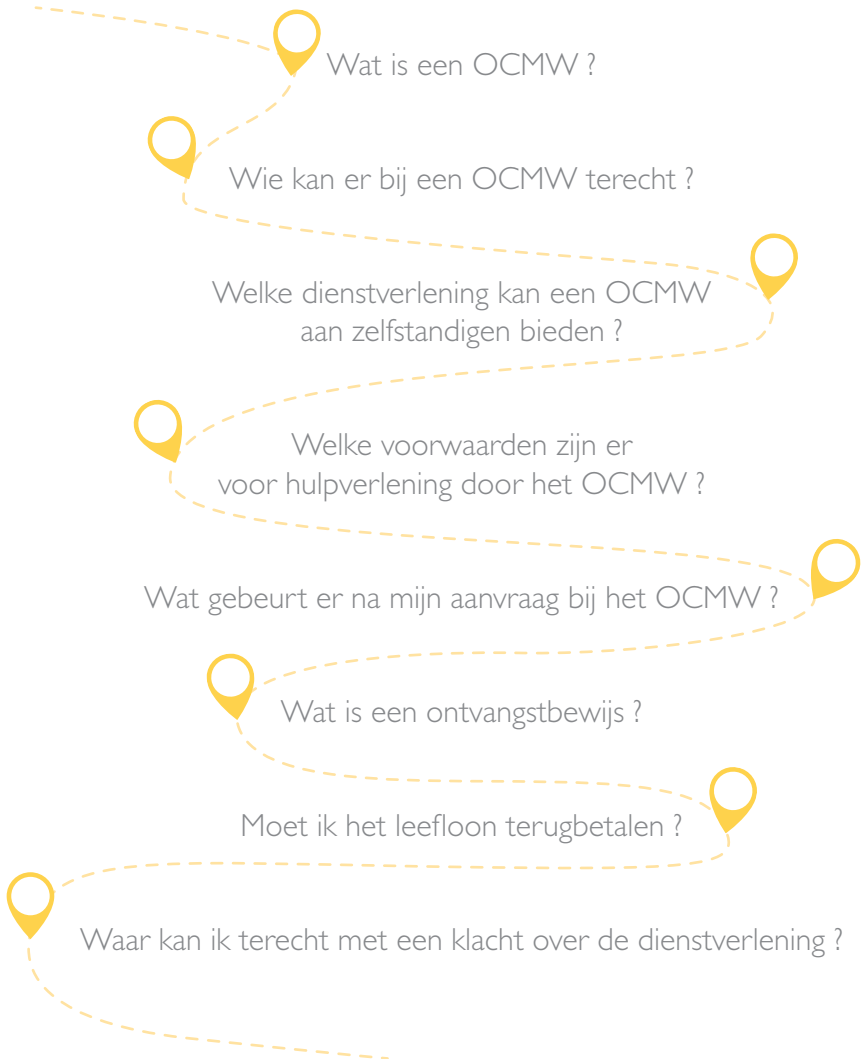 Wat is een OCMW ?
Wie kan er bij een OCMW terecht ?
Welke dienstverlening kan een OCMW
aan zelfstandigen bieden ?
Welke voorwaarden zijn er
voor hulpverlening door het OCMW ?
Wat gebeurt er na mijn aanvraag bij het OCMW ?
Wat is een ontvangstbewijs ?
Moet ik het leefloon terugbetalen ?
Waar kan ik terecht met een klacht over de dienstverlening ?